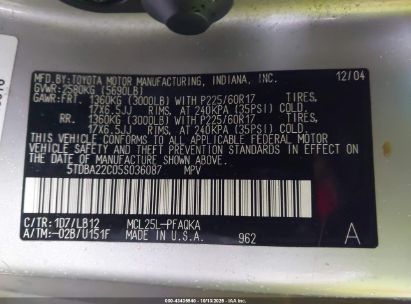 MFD.BY:TOYOTA MOTOR MANUFACTURING, INDIANA, INC. 12/04
GVWR:2580KG (5690LB)
GAWR:FRT. 1360KG (3000LB) WITH P225/60R17 TIRES,
17X6.5JJ RIMS, AT 240KPA (35PSI) COLD.
RR. 1360KG (3000LB) WITH P225/60R17 TIRES,
17X6.5JJ RIMS, AT 240KPA (35PSI) COLD.
THIS VEHICLE CONFORMS TO ALL APPLICABLE FEDERAL MOTOR
VEHICLE SAFETY AND THEFT PREVENTION STANDARDS IN EFFECT
ON THE DATE OF MANUFACTURE SHOWN ABOVE.
5TDBA22C05S036087 MPV
C/TR:1D7/LB12 MCL25L-PFAQKA
A/TM:-02B/U151F MADE IN U.S.A. 962 A